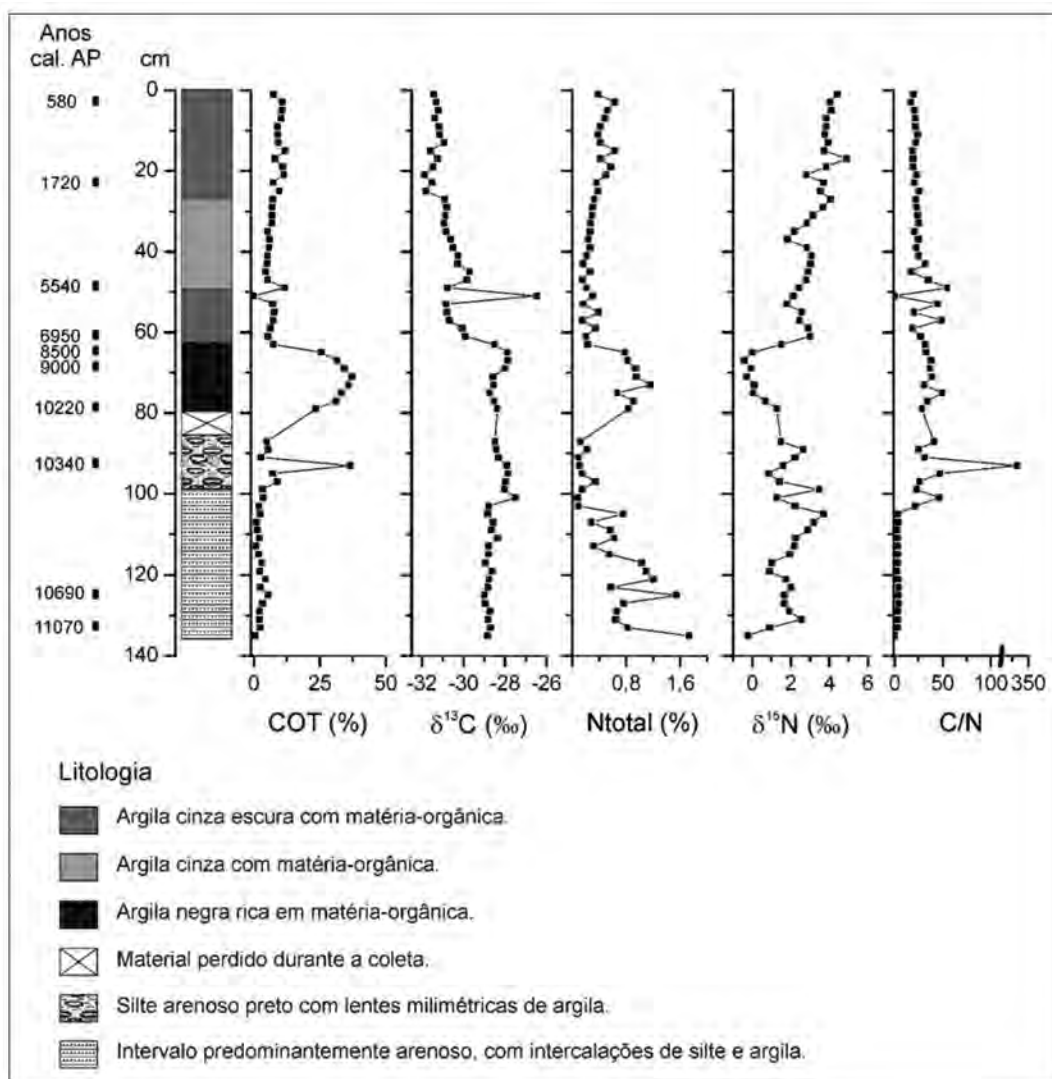 Anos
cal. AP
cm
580
1720
5540
6950
8500
9000
10220
10340
10690
11070
0
20
40
60
80
100
120
140
0 25 50
-32 -30 -28 -26
0,8 1,6
0 2 4 6
0 50 100 350
COT (%)
δ¹³C (‰)
Ntotal (%)
δ¹⁵N (‰)
C/N
Litologia
Argila cinza escura com matéria-orgânica.
Argila cinza com matéria-orgânica.
Argila negra rica em matéria-orgânica.
Material perdido durante a coleta.
Silte arenoso preto com lentes milimétricas de argila.
Intervalo predominantemente arenoso, com intercalações de silte e argila.